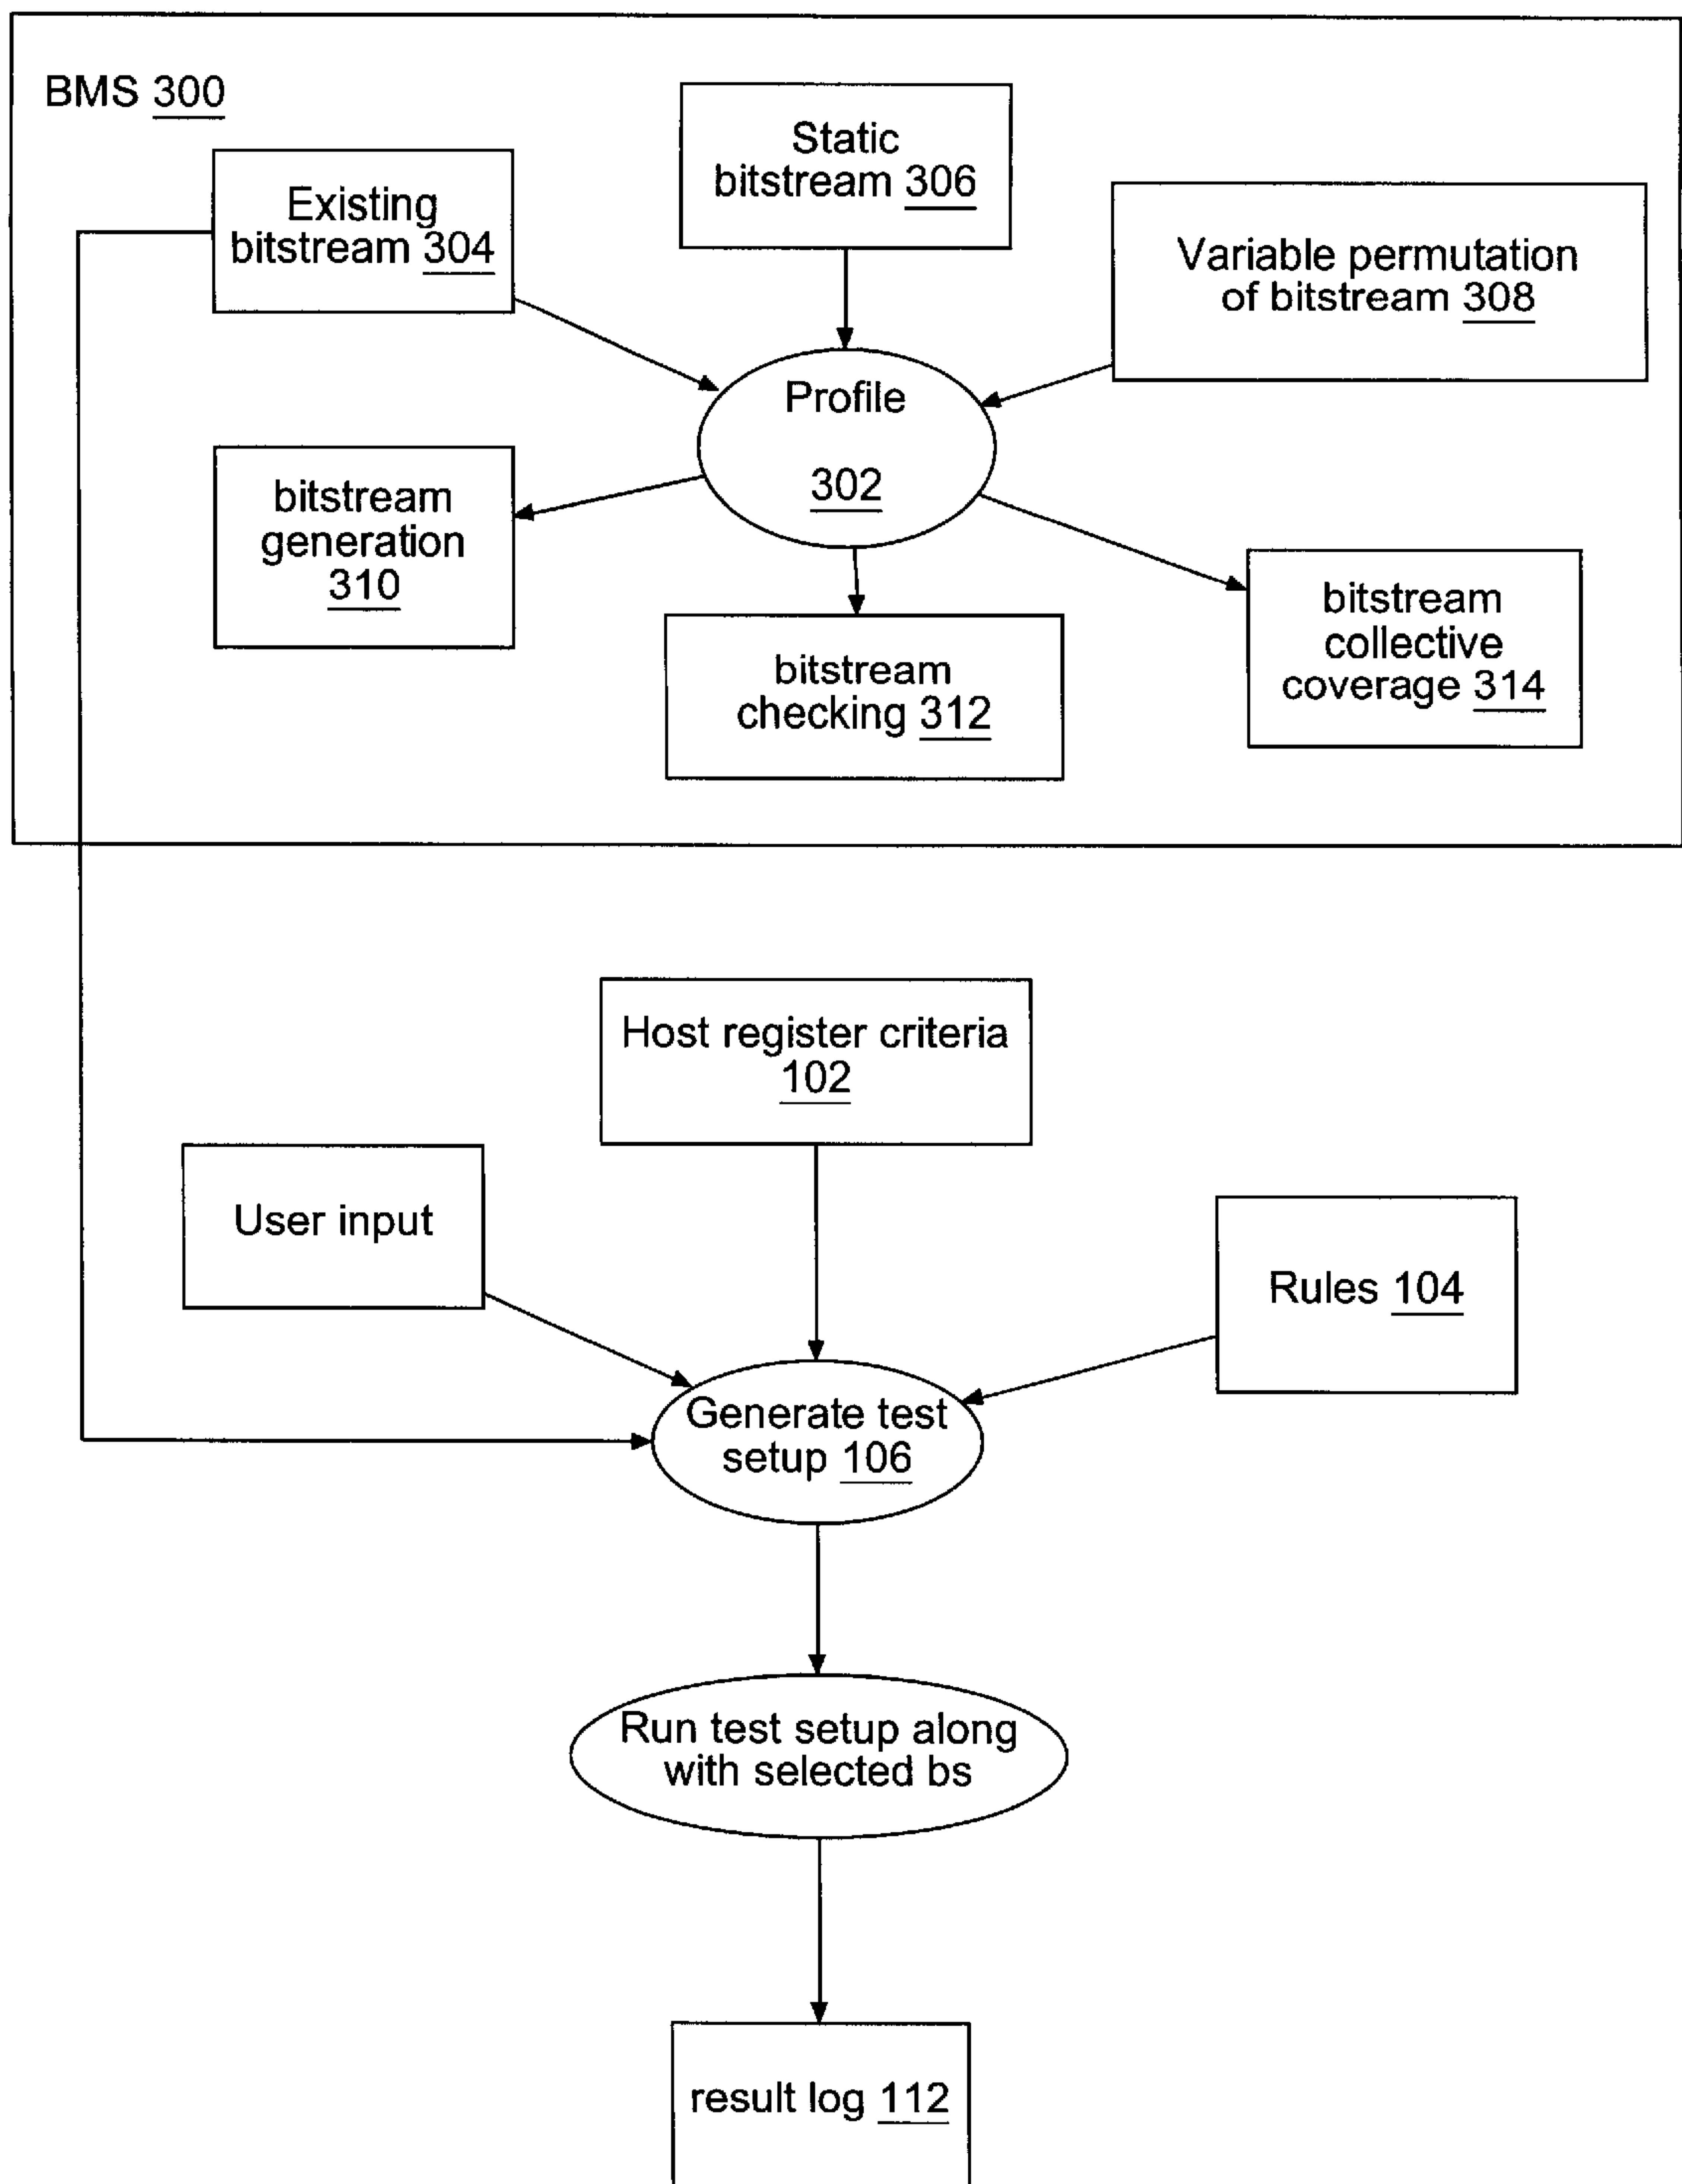 BMS 300
Static
bitstream 306
Existing
bitstream 304
Variable permutation
of bitstream 308
Profile
302
bitstream
generation
310
bitstream
checking 312
bitstream
collective
coverage 314
Host register criteria
102
User input
Rules 104
Generate test
setup 106
Run test setup along
with selected bs
result log 112